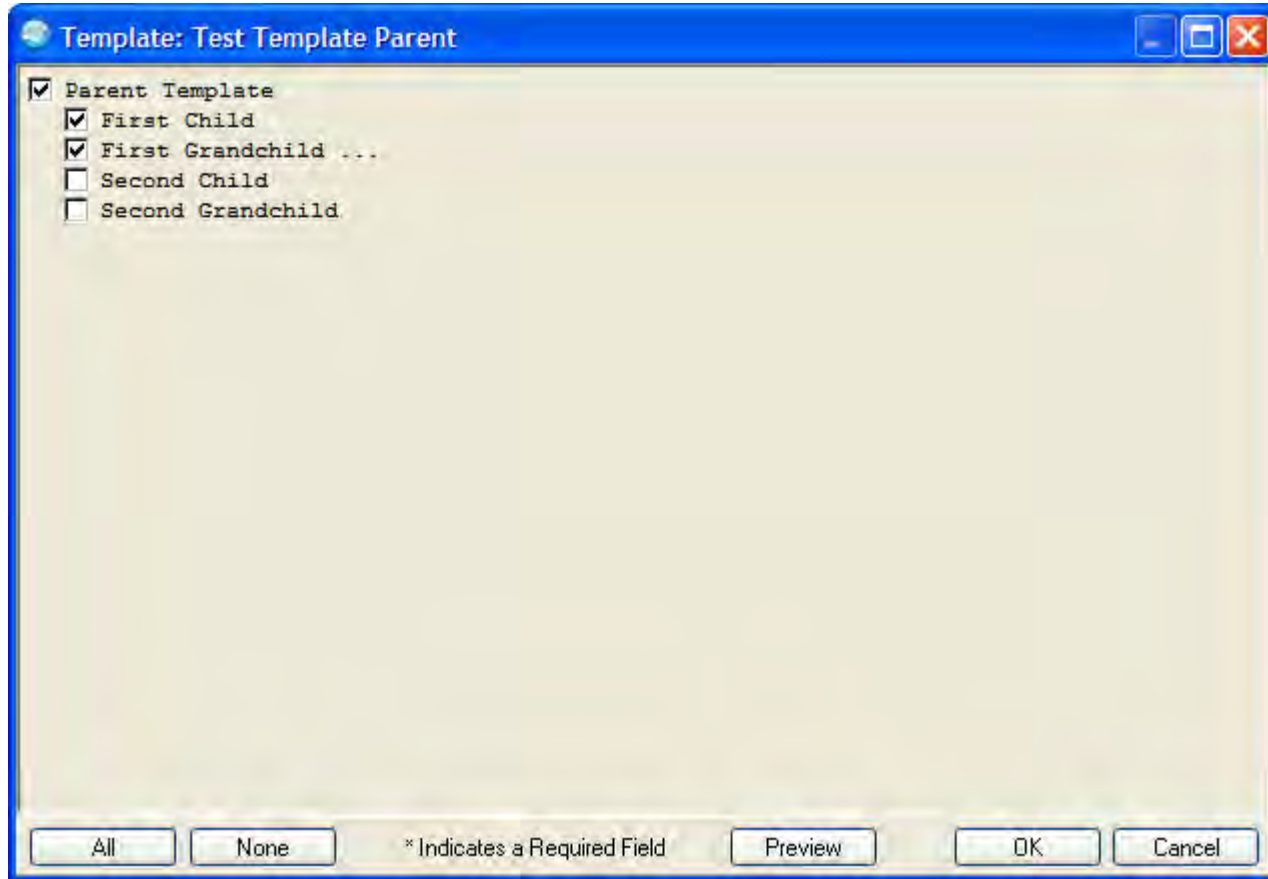 Template: Test Template Parent
Parent Template
First Child
First Grandchild ...
Second Child
Second Grandchild
All None * Indicates a Required Field Preview OK Cancel